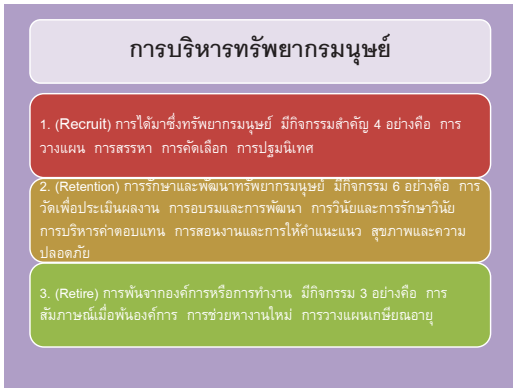 การบริหารทรัพยากรมนุษย์
1. (Recruit) การได้มาซึ่งทรัพยากรมนุษย์ มีกิจกรรมสำคัญ 4 อย่างคือ การ
วางแผน การสรรหา การคัดเลือก การปฐมนิเทศ
2. (Retention) การรักษาและพัฒนาทรัพยากรมนุษย์ มีกิจกรรม 6 อย่างคือ การ
วัดเพื่อประเมินผลงาน การอบรมและการพัฒนา การวินัยและการรักษาวินัย
การบริหารค่าตอบแทน การสอนงานและการให้คำแนะแนว สุขภาพและความ
ปลอดภัย
3. (Retire) การพ้นจากองค์การหรือการทำงาน มีกิจกรรม 3 อย่างคือ การ
สัมภาษณ์เมื่อพ้นองค์การ การช่วยหางานใหม่ การวางแผนเกษียณอายุ